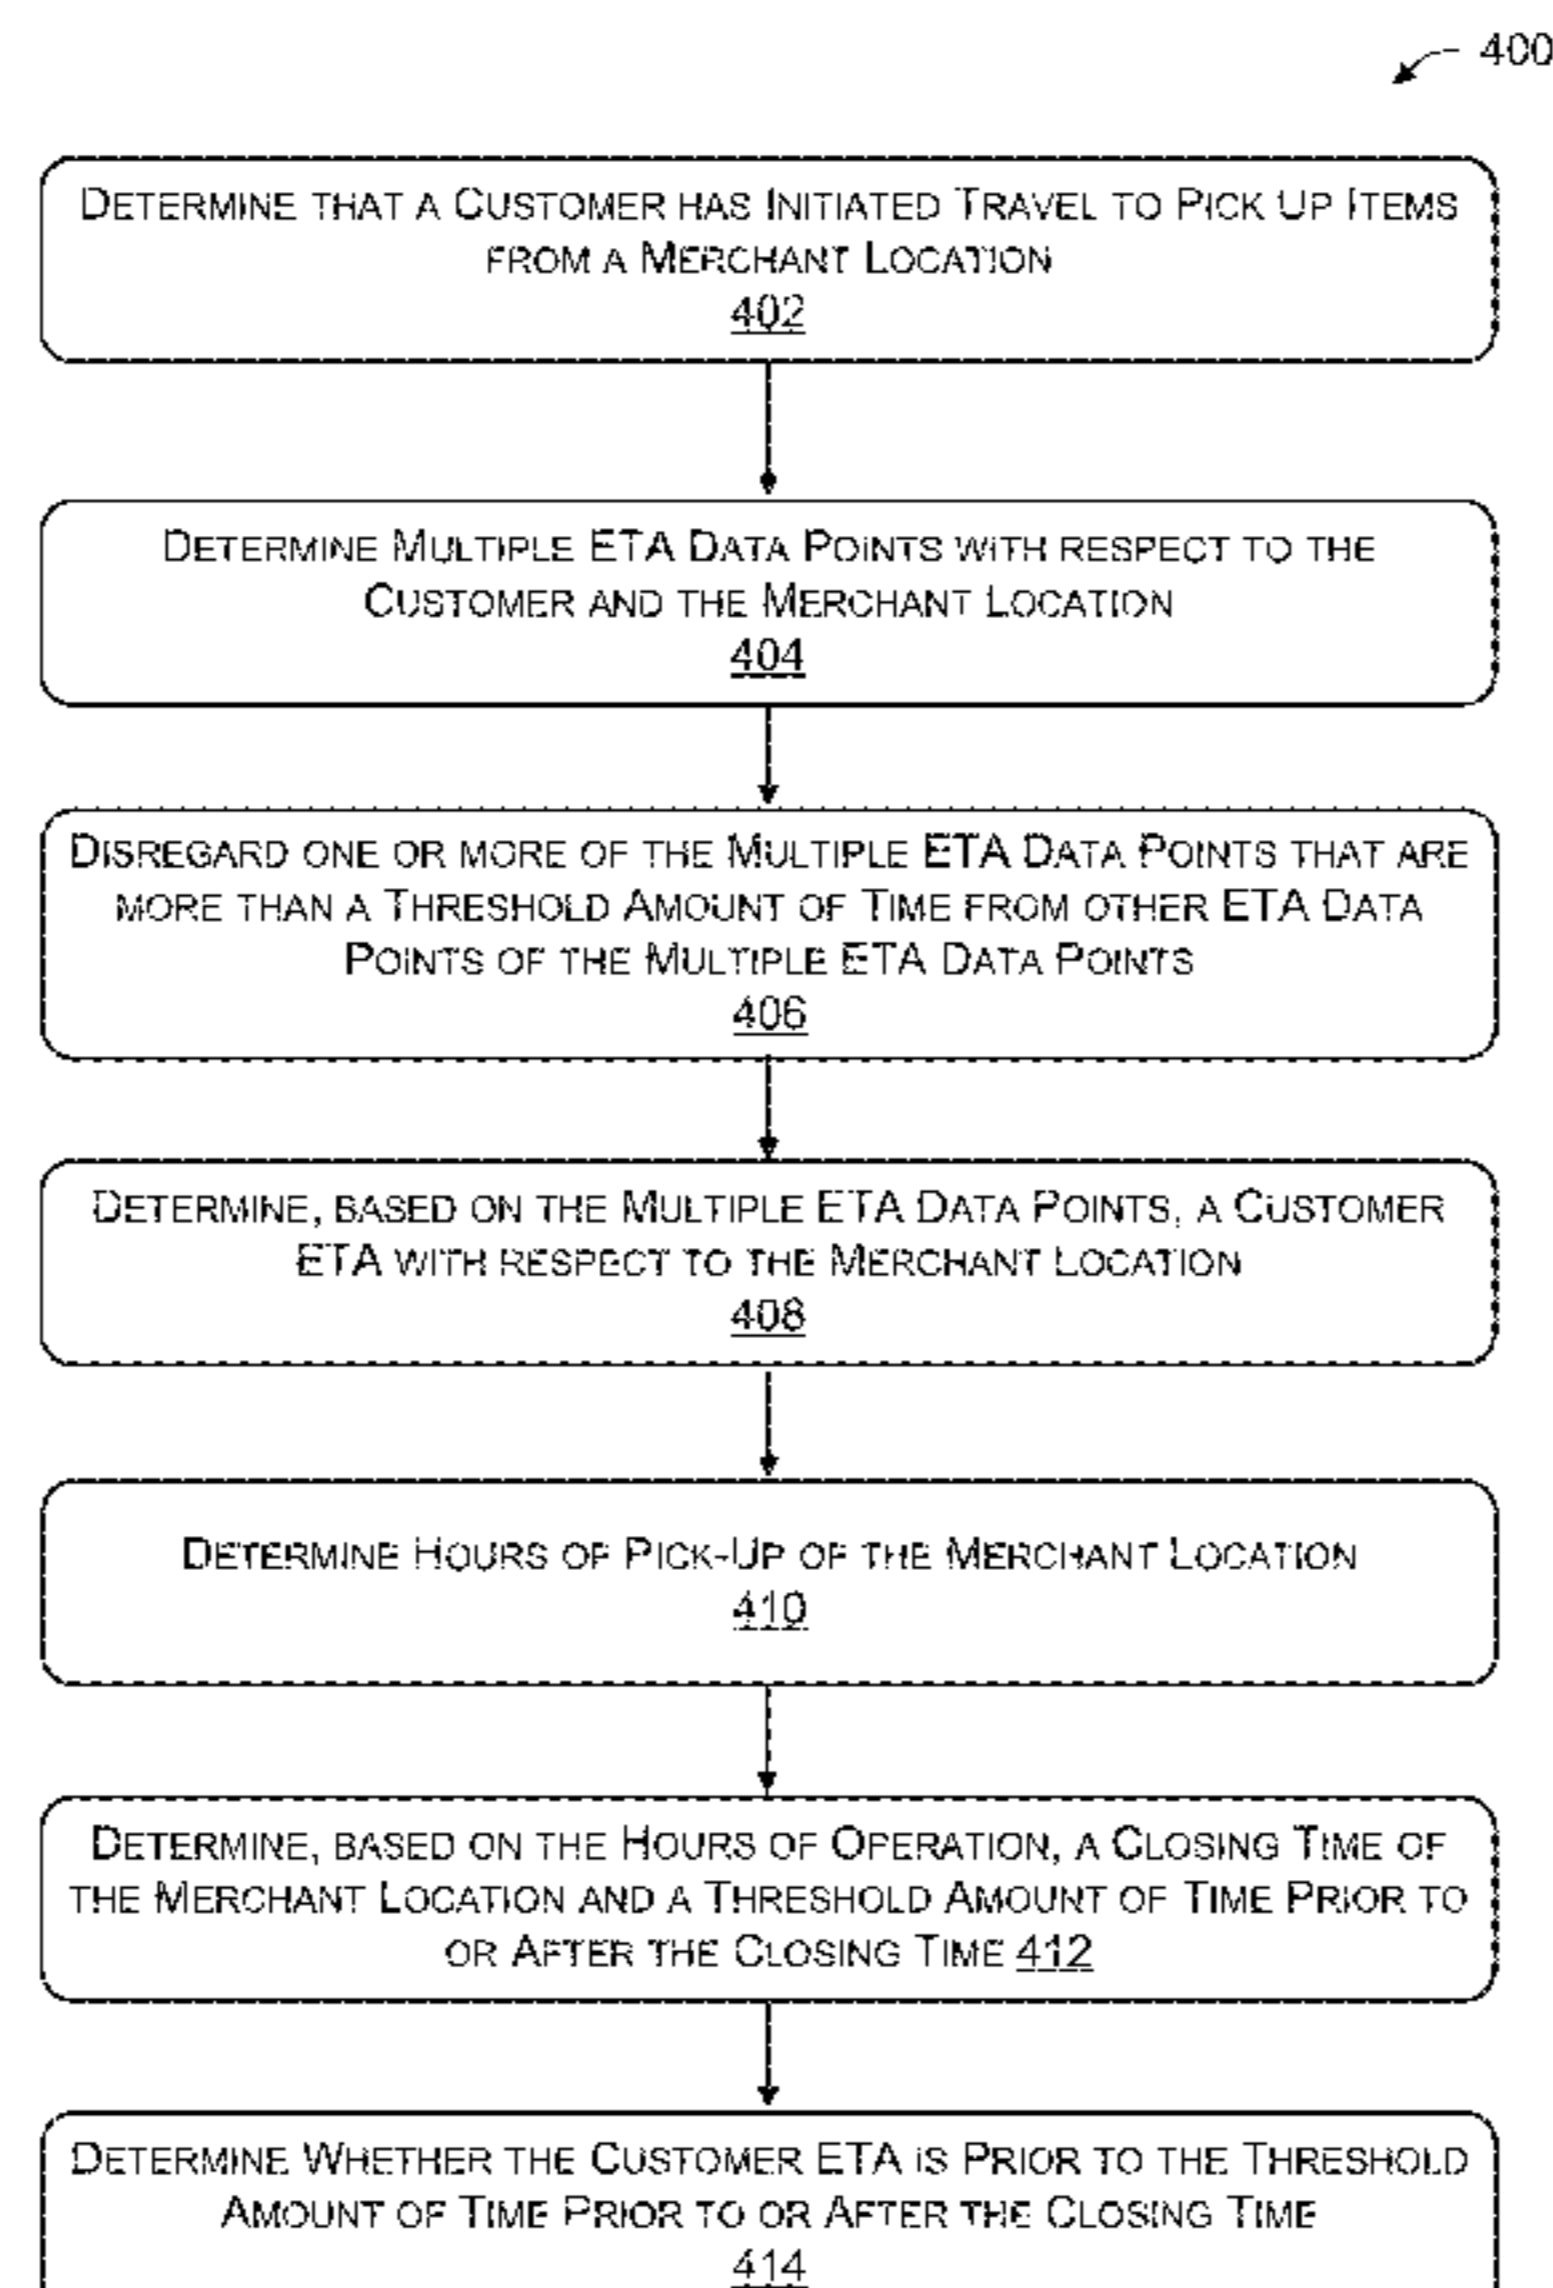 400
DETERMINE THAT A CUSTOMER HAS INITIATED TRAVEL TO PICK UP ITEMS
FROM A MERCHANT LOCATION
402
DETERMINE MULTIPLE ETA DATA POINTS WITH RESPECT TO THE
CUSTOMER AND THE MERCHANT LOCATION
404
DISREGARD ONE OR MORE OF THE MULTIPLE ETA DATA POINTS THAT ARE
MORE THAN A THRESHOLD AMOUNT OF TIME FROM OTHER ETA DATA
POINTS OF THE MULTIPLE ETA DATA POINTS
406
DETERMINE, BASED ON THE MULTIPLE ETA DATA POINTS, A CUSTOMER
ETA WITH RESPECT TO THE MERCHANT LOCATION
408
DETERMINE HOURS OF PICK-UP OF THE MERCHANT LOCATION
410
DETERMINE, BASED ON THE HOURS OF OPERATION, A CLOSING TIME OF
THE MERCHANT LOCATION AND A THRESHOLD AMOUNT OF TIME PRIOR TO
OR AFTER THE CLOSING TIME 412
DETERMINE WHETHER THE CUSTOMER ETA IS PRIOR TO THE THRESHOLD
AMOUNT OF TIME PRIOR TO OR AFTER THE CLOSING TIME
414